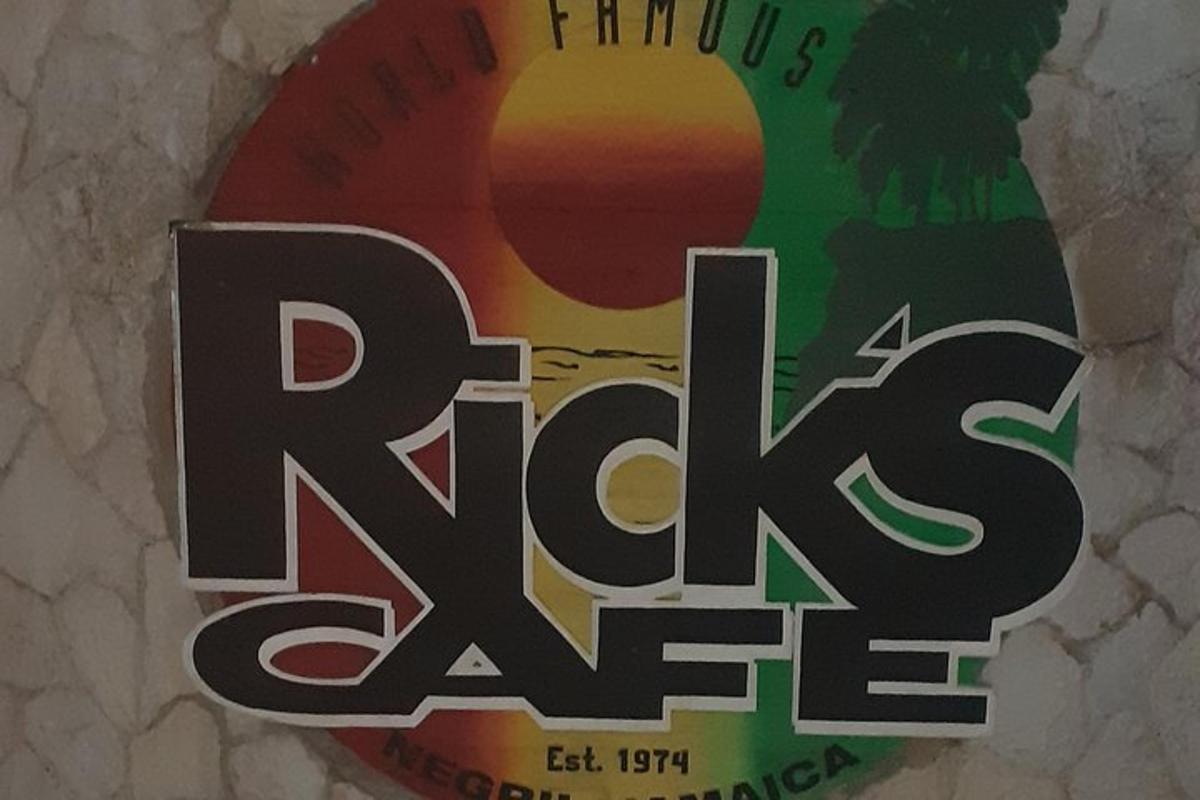 WORLD FAMOUS
Rick's
CAFE
Est. 1974
NEGRIL JAMAICA